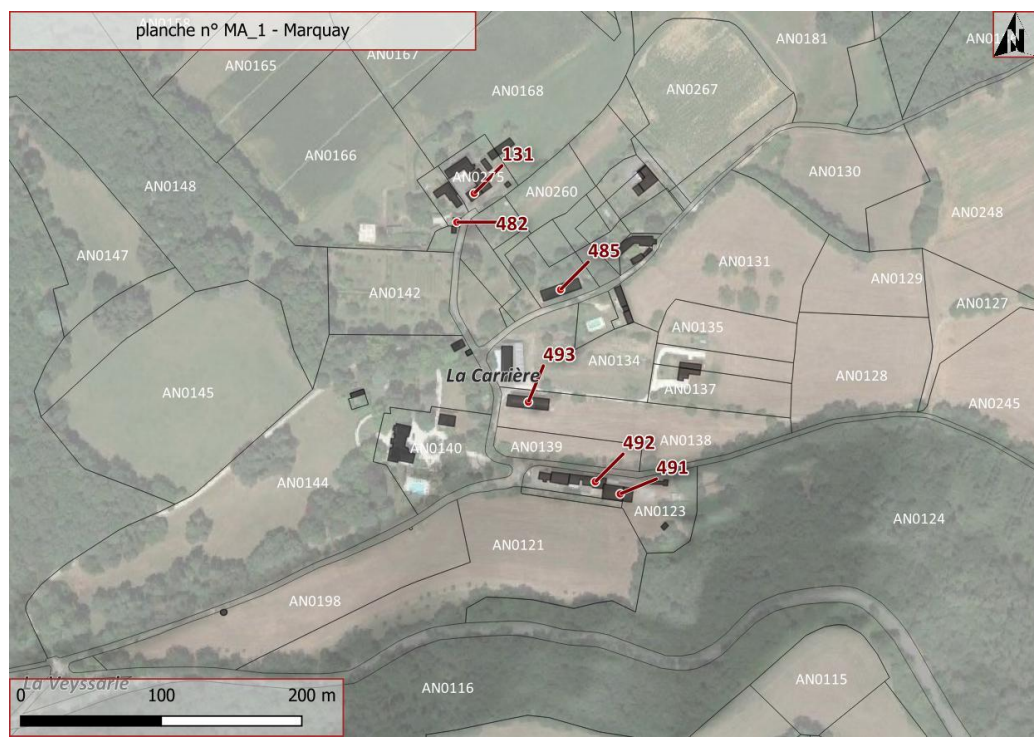 planche n° MA_1 - Marquay
N
AN0181
AN0167
AN0165
AN0168
AN0267
AN0166
131
AN0275
AN0148
AN0260
AN0130
AN0248
482
485
AN0147
AN0131
AN0129
AN0142
AN0127
AN0135
493
AN0134
La Carrière
AN0145
AN0137
AN0128
AN0245
AN0140
AN0139
492
AN0138
491
AN0144
AN0123
AN0124
AN0121
AN0198
La Veyssarie
AN0116
AN0115
0 100 200 m